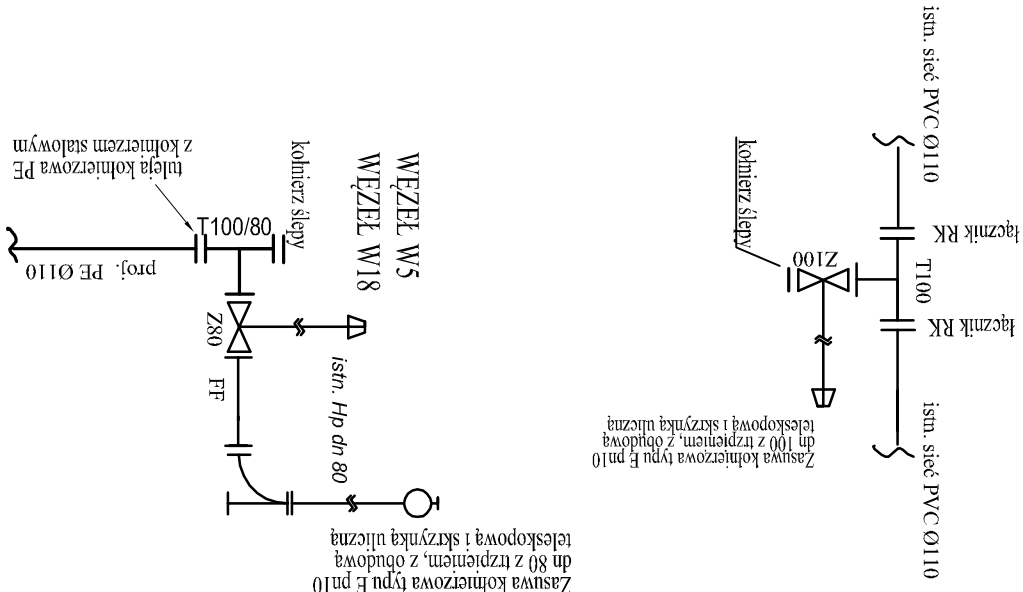 tuleja kołnierzowa PE
z kołnierzem stalowym
T100/80
kołnierz ślepy
proj. PE Ø110
WĘZEŁ W5
WĘZEŁ W18
Z80
FF
istn. Hp dn 80
Zasuwa kołnierzowa typu E pn10
dn 80 z trzpieniem, z obudową
teleskopową i skrzynką uliczną
istn. sieć PVC Ø110
kołnierz ślepy
łącznik RK
Z100
T100
łącznik RK
Zasuwa kołnierzowa typu E pn10
dn 100 z trzpieniem, z obudową
teleskopową i skrzynką uliczną
istn. sieć PVC Ø110